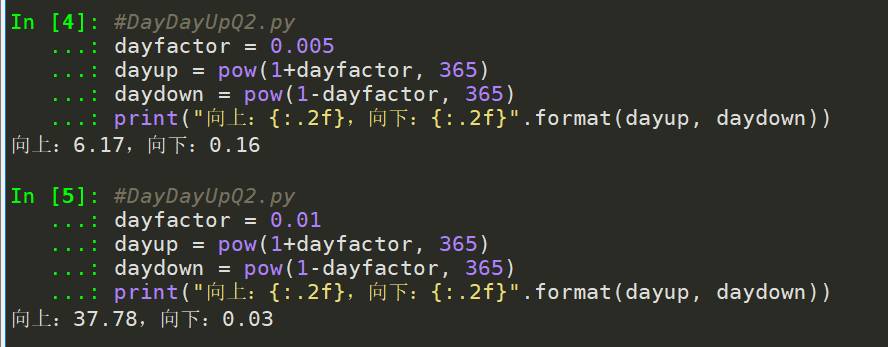 In [4]: #DayDayUpQ2.py
...: dayfactor = 0.005
...: dayup = pow(1+dayfactor, 365)
...: daydown = pow(1-dayfactor, 365)
...: print("向上：{:.2f}，向下：{:.2f}".format(dayup, daydown))
向上：6.17，向下：0.16
In [5]: #DayDayUpQ2.py
...: dayfactor = 0.01
...: dayup = pow(1+dayfactor, 365)
...: daydown = pow(1-dayfactor, 365)
...: print("向上：{:.2f}，向下：{:.2f}".format(dayup, daydown))
向上：37.78，向下：0.03